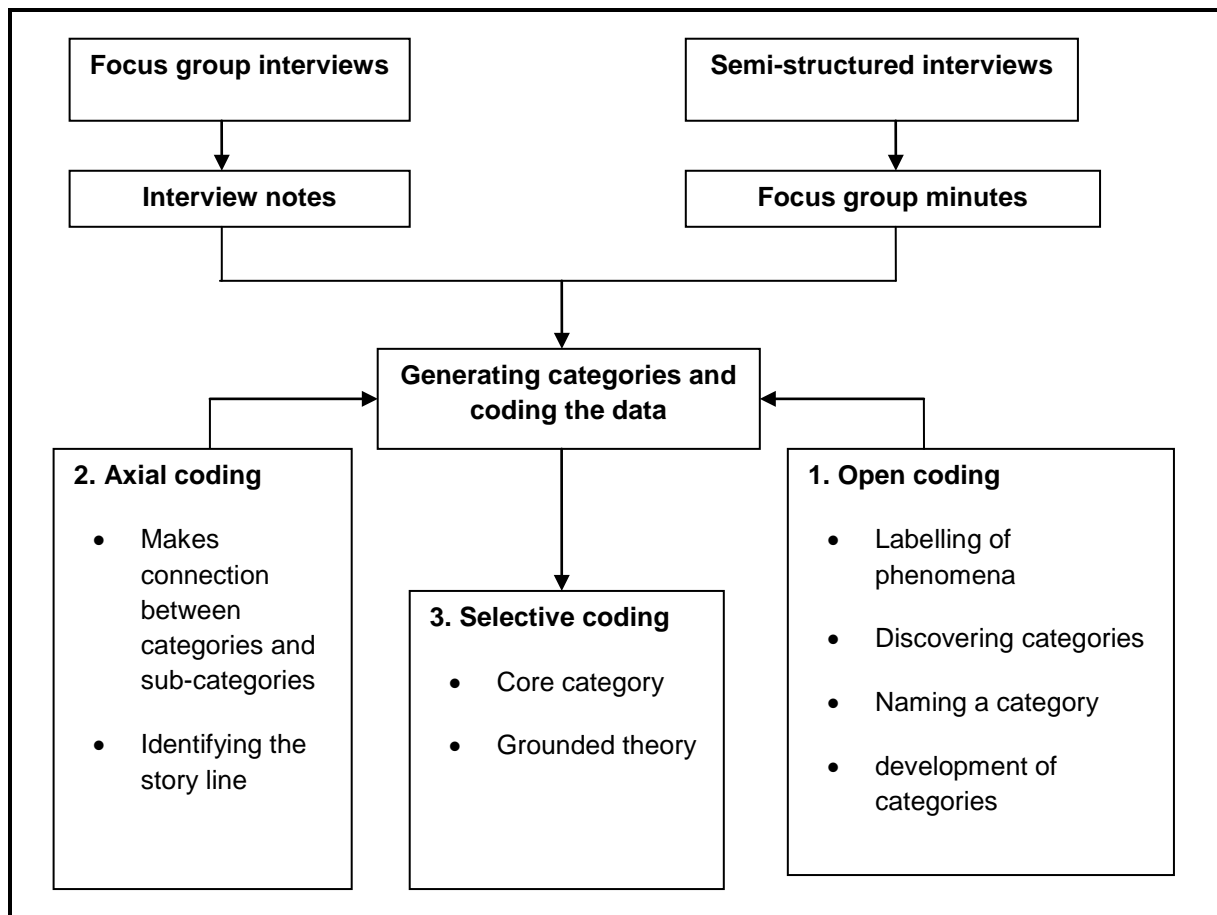 Focus group interviews
Semi-structured interviews
Interview notes
Focus group minutes
Generating categories and
coding the data
2. Axial coding
• Makes
connection
between
categories and
sub-categories
• Identifying the
story line
3. Selective coding
• Core category
• Grounded theory
1. Open coding
• Labelling of
phenomena
• Discovering categories
• Naming a category
• development of
categories